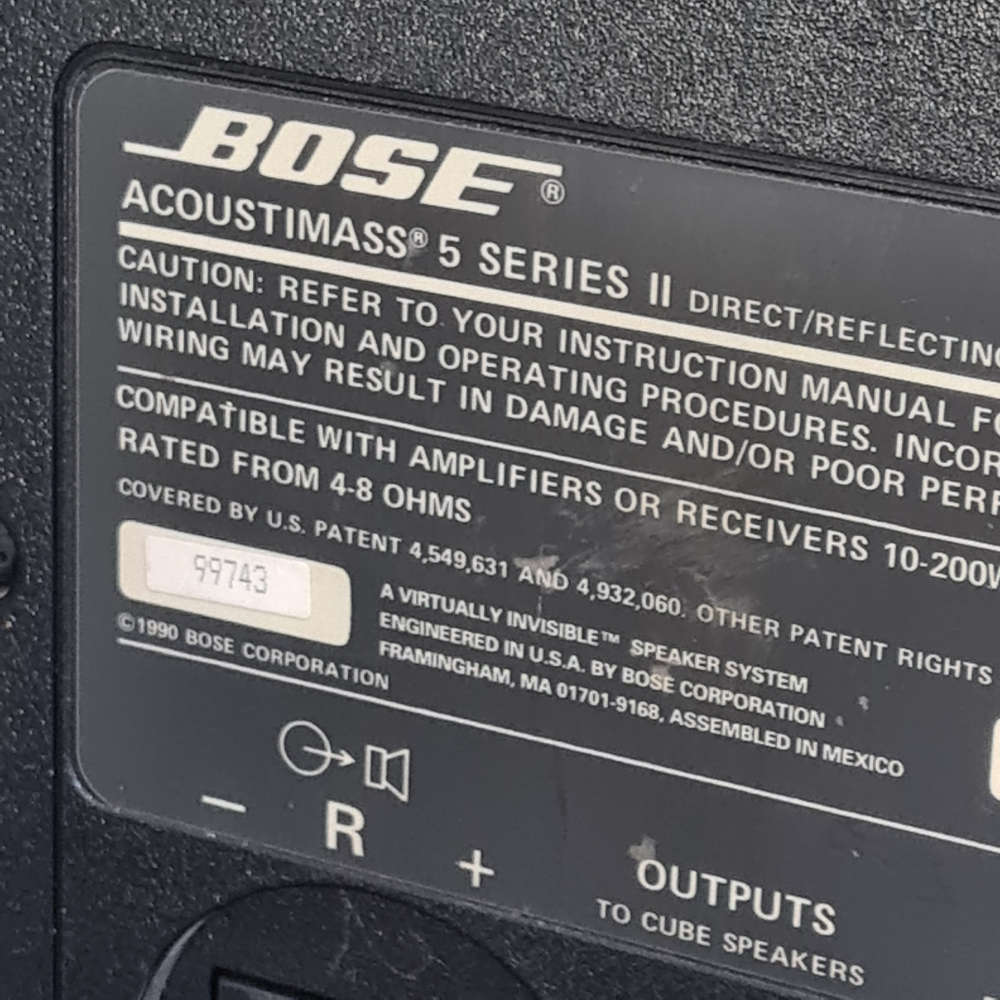 BOSE®
ACOUSTIMASS® 5 SERIES II DIRECT/REFLECTING
CAUTION: REFER TO YOUR INSTRUCTION MANUAL FO
INSTALLATION AND OPERATING PROCEDURES. INCOR
WIRING MAY RESULT IN DAMAGE AND/OR POOR PERF
COMPATIBLE WITH AMPLIFIERS OR RECEIVERS 10-200W
RATED FROM 4-8 OHMS
COVERED BY U.S. PATENT 4,549,631 AND 4,932,060. OTHER PATENT RIGHTS
99743
©1990 BOSE CORPORATION
A VIRTUALLY INVISIBLE™ SPEAKER SYSTEM
ENGINEERED IN U.S.A. BY BOSE CORPORATION
FRAMINGHAM, MA 01701-9168, ASSEMBLED IN MEXICO
− R +
OUTPUTS
TO CUBE SPEAKERS